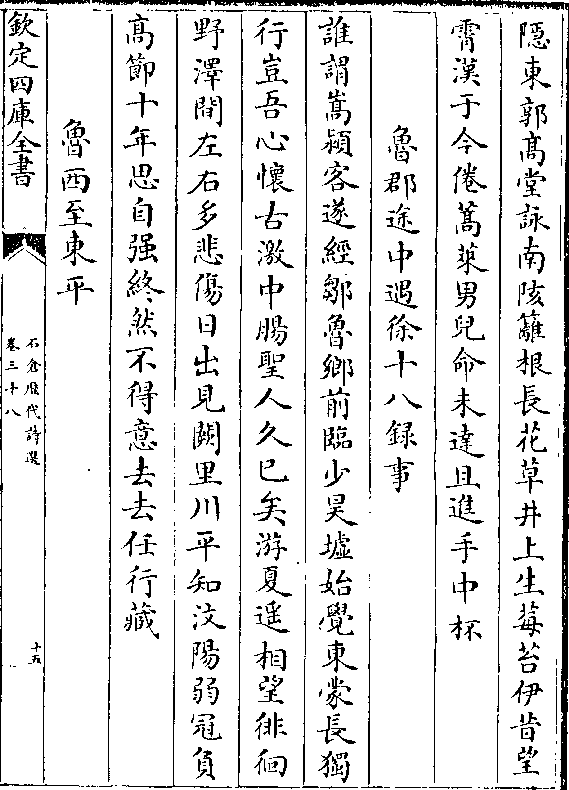 隠東郭髙堂詠南陔籬根長花草井上生莓苔伊昔望
霄漢于今倦蒿萊男兒命未達且進手中杯
魯郡途中遇徐十八録事
誰謂嵩潁客遂經鄒魯鄉前臨少昊墟始覺東蒙長獨
行豈吾心懷古激中腸聖人久已矣游夏遥相望徘徊
野澤間左右多悲傷日出見闕里川平知汶陽弱冠負
髙節十年思自强終然不得意去去任行藏
魯西至東平
欽定四庫全書
石倉歴代詩選
卷三十八
十五